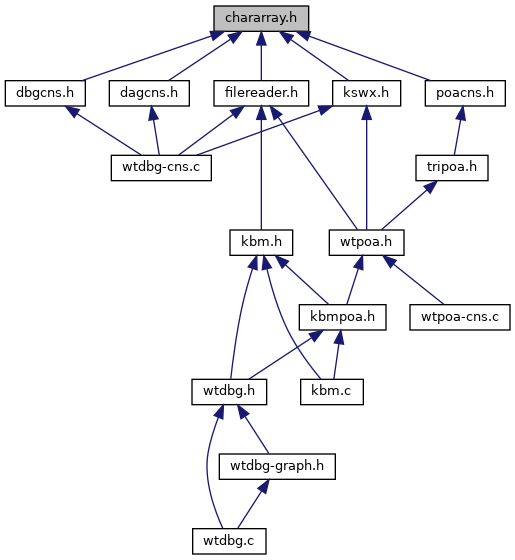 chararray.h
dbgcns.h
dagcns.h
filereader.h
kswx.h
poacns.h
wtdbg-cns.c
tripoa.h
kbm.h
wtpoa.h
kbmpoa.h
wtpoa-cns.c
wtdbg.h
kbm.c
wtdbg-graph.h
wtdbg.c